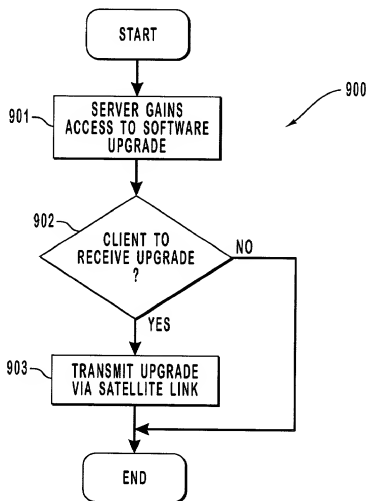 START
900
901
SERVER GAINS
ACCESS TO SOFTWARE
UPGRADE
902
CLIENT TO
RECEIVE UPGRADE
?
NO
YES
903
TRANSMIT UPGRADE
VIA SATELLITE LINK
END